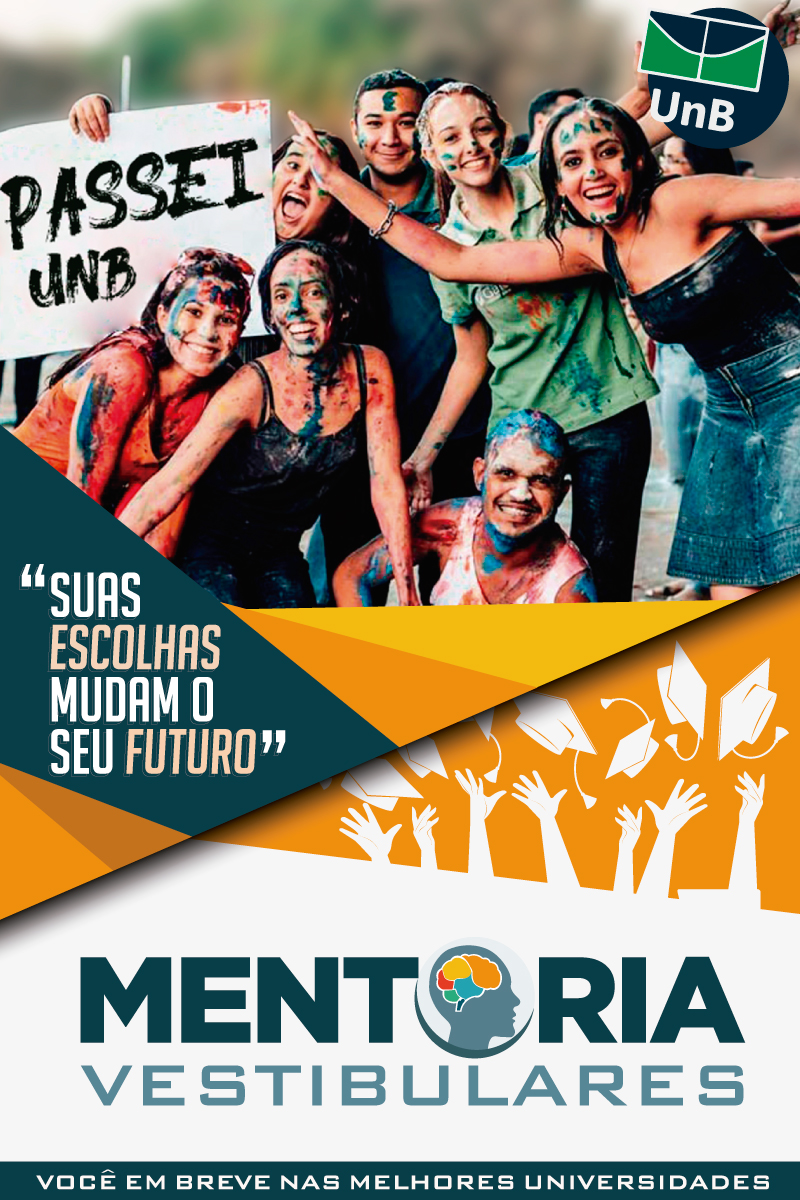 UnB
PASSEI
UNB
“SUAS
ESCOLHAS
MUDAM O
SEU FUTURO”
MENTORIA
VESTIBULARES
VOCÊ EM BREVE NAS MELHORES UNIVERSIDADES